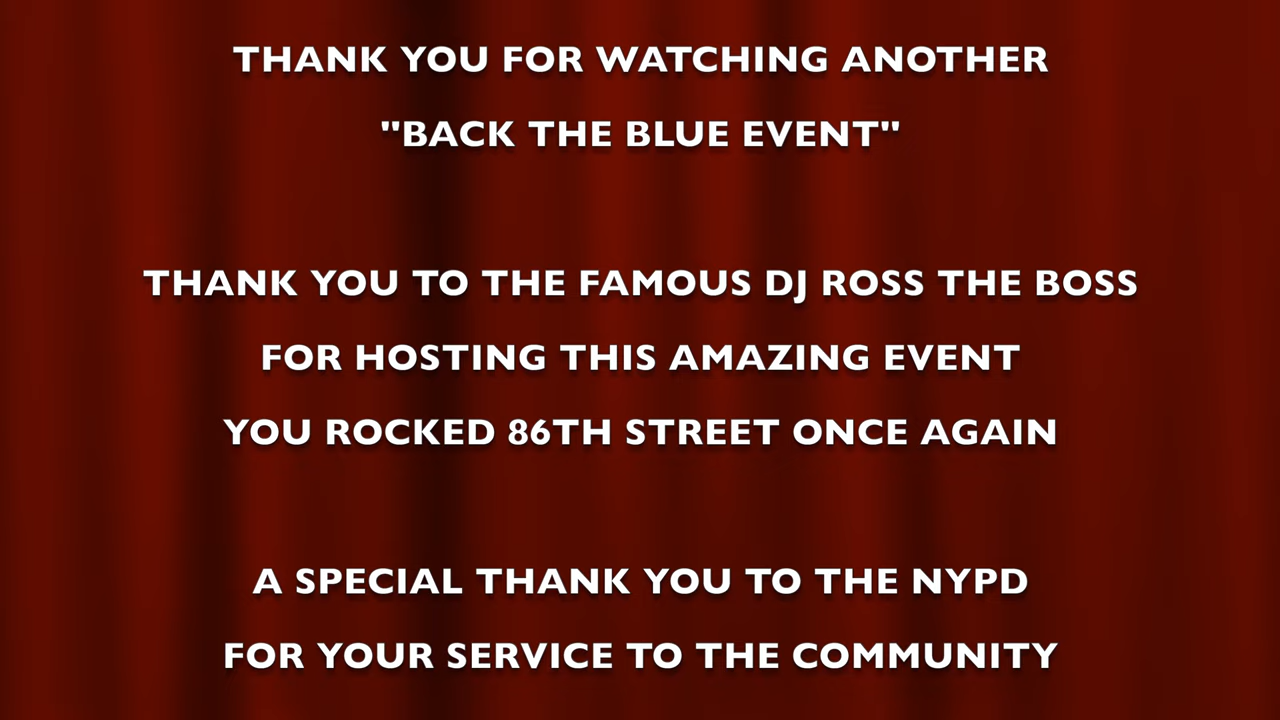 THANK YOU FOR WATCHING ANOTHER
"BACK THE BLUE EVENT"
THANK YOU TO THE FAMOUS DJ ROSS THE BOSS
FOR HOSTING THIS AMAZING EVENT
YOU ROCKED 86TH STREET ONCE AGAIN
A SPECIAL THANK YOU TO THE NYPD
FOR YOUR SERVICE TO THE COMMUNITY